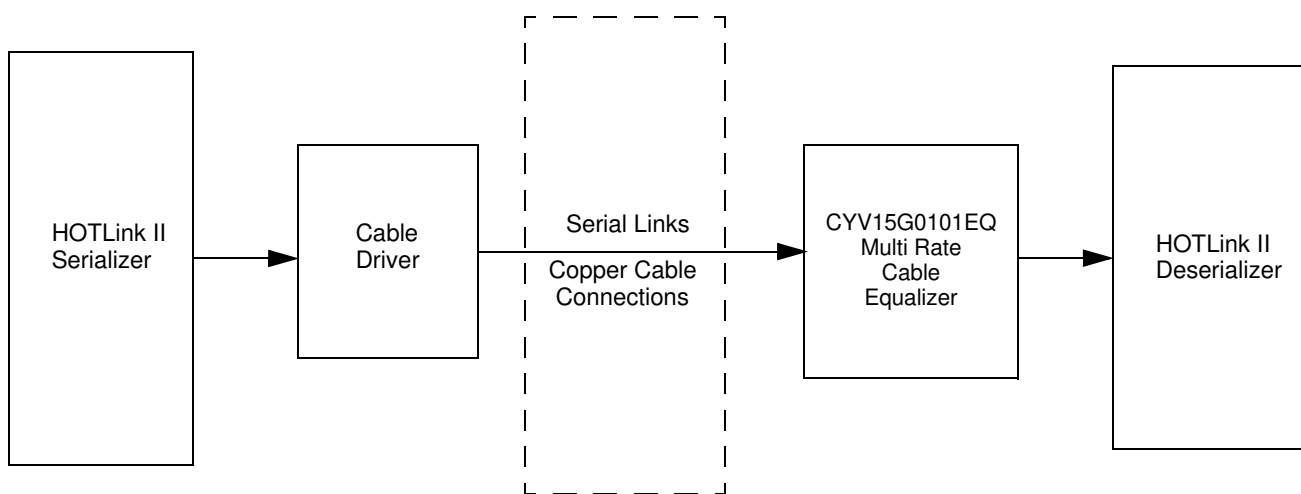 HOTLink II
Serializer
Cable
Driver
Serial Links
Copper Cable
Connections
CYV15G0101EQ
Multi Rate
Cable
Equalizer
HOTLink II
Deserializer